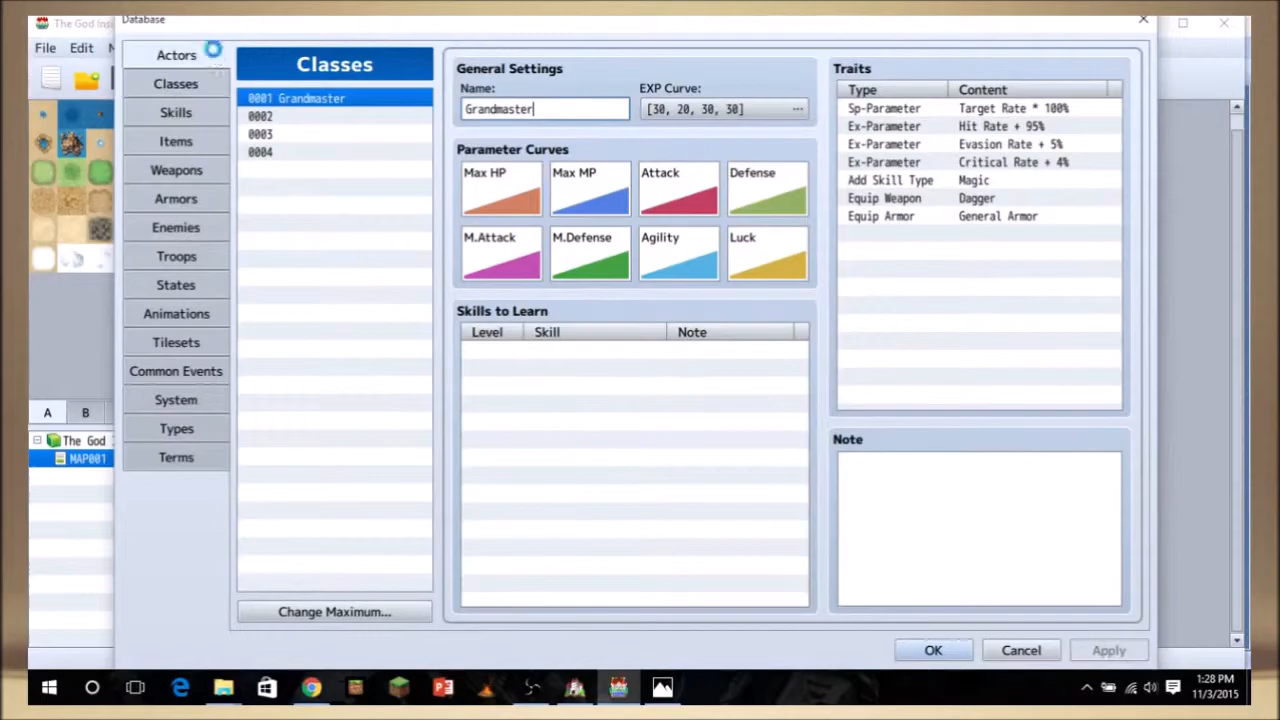 Database
The God Ins
File Edit M
Actors
Classes
Skills
Items
Weapons
Armors
Enemies
Troops
States
Animations
Tilesets
Common Events
System
Types
Terms
A B
The God
MAP001
Classes
0001 Grandmaster
0002
0003
0004
Change Maximum...
General Settings
Name: EXP Curve:
Grandmaster [30, 20, 30, 30] ...
Parameter Curves
Max HP Max MP Attack Defense
M.Attack M.Defense Agility Luck
Skills to Learn
Level Skill Note
Traits
Type Content
Sp-Parameter Target Rate * 100%
Ex-Parameter Hit Rate + 95%
Ex-Parameter Evasion Rate + 5%
Ex-Parameter Critical Rate + 4%
Add Skill Type Magic
Equip Weapon Dagger
Equip Armor General Armor
Note
OK Cancel Apply
1:28 PM
11/3/2015